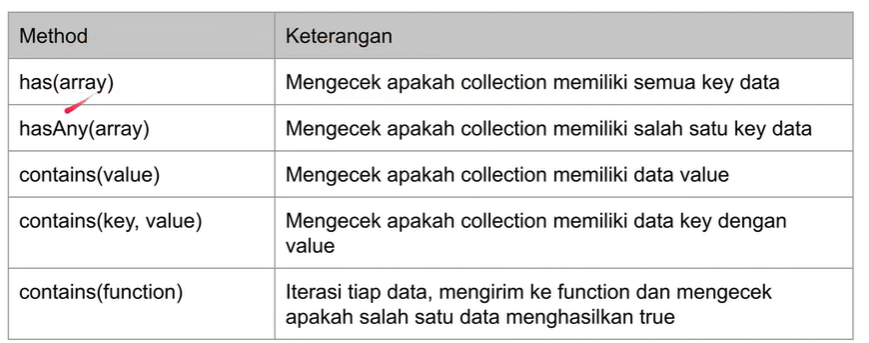 Method Keterangan
has(array) Mengecek apakah collection memiliki semua key data
hasAny(array) Mengecek apakah collection memiliki salah satu key data
contains(value) Mengecek apakah collection memiliki data value
contains(key, value) Mengecek apakah collection memiliki data key dengan
value
contains(function) Iterasi tiap data, mengirim ke function dan mengecek
apakah salah satu data menghasilkan true